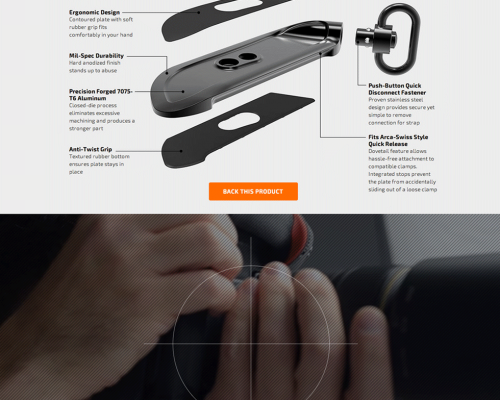 Ergonomic Design
Contoured plate with soft
rubber grip fits
comfortably in your hand
Mil-Spec Durability
Hard anodized finish
stands up to abuse
Precision Forged 7075-
T6 Aluminum
Closed-die process
eliminates excessive
machining and produces a
stronger part
Anti-Twist Grip
Textured rubber bottom
ensures plate stays in
place
Push-Button Quick
Disconnect Fastener
Proven stainless steel
design provides secure yet
simple to remove
connection for strap
Fits Arca-Swiss Style
Quick Release
Dovetail feature allows
hassle-free attachment to
compatible clamps.
Integrated stops prevent
the plate from accidentally
sliding out of a loose clamp
BACK THIS PRODUCT